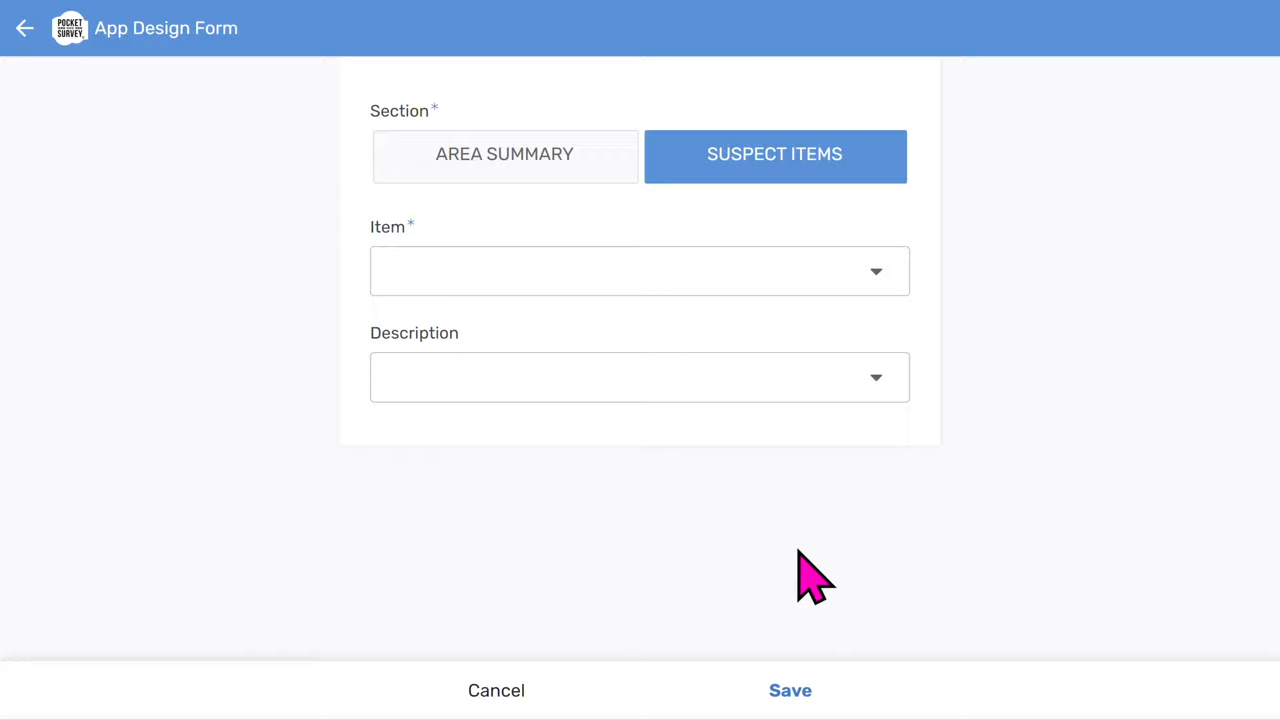 POCKET
SURVEY
App Design Form
Section*
AREA SUMMARY
SUSPECT ITEMS
Item*
Description
Cancel
Save